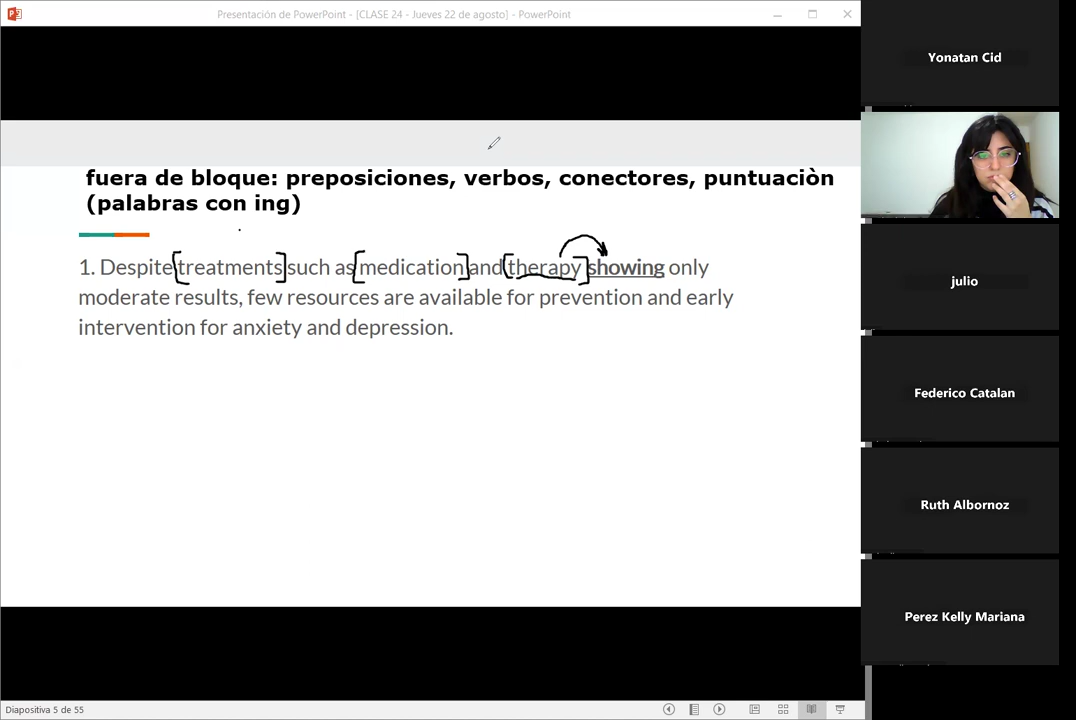 Presentación de PowerPoint - [CLASE 24 - Jueves 22 de agosto] - PowerPoint
fuera de bloque: preposiciones, verbos, conectores, puntuaciòn
(palabras con ing)
1. Despite treatments such as medication and therapy showing only
moderate results, few resources are available for prevention and early
intervention for anxiety and depression.
Diapositiva 5 de 55
Yonatan Cid
julio
Federico Catalan
Ruth Albornoz
Perez Kelly Mariana